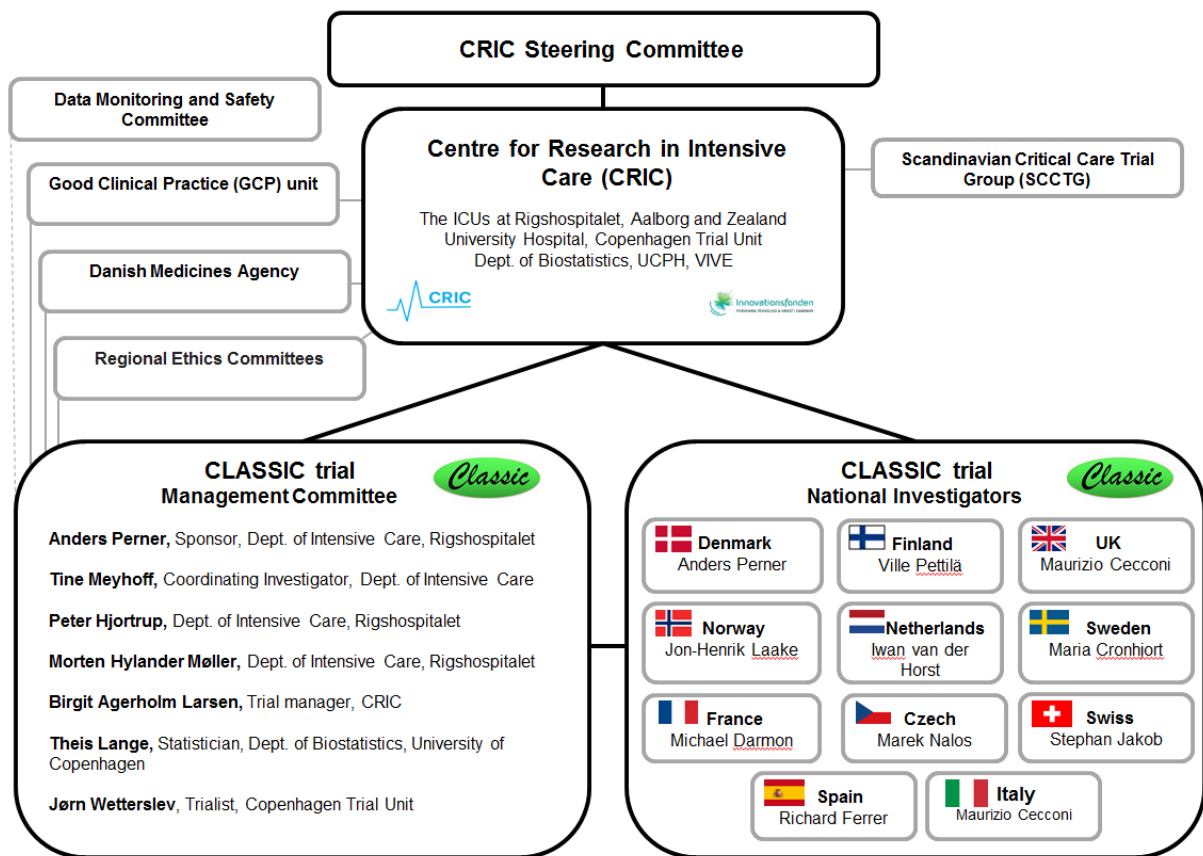 CRIC Steering Committee
Data Monitoring and Safety
Committee
Good Clinical Practice (GCP) unit
Danish Medicines Agency
Regional Ethics Committees
Centre for Research in Intensive
Care (CRIC)
The ICUs at Rigshospitalet, Aalborg and Zealand
University Hospital, Copenhagen Trial Unit
Dept. of Biostatistics, UCPH, VIVE
CRIC
Innovationsfonden
Scandinavian Critical Care Trial
Group (SCCTG)
CLASSIC trial
Management Committee
Classic
Anders Perner, Sponsor, Dept. of Intensive Care, Rigshospitalet
Tine Meyhoff, Coordinating Investigator, Dept. of Intensive Care
Peter Hjortrup, Dept. of Intensive Care, Rigshospitalet
Morten Hylander Møller, Dept. of Intensive Care, Rigshospitalet
Birgit Agerholm Larsen, Trial manager, CRIC
Theis Lange, Statistician, Dept. of Biostatistics, University of
Copenhagen
Jørn Wetterslev, Trialist, Copenhagen Trial Unit
CLASSIC trial
National Investigators
Classic
Denmark
Anders Perner
Finland
Ville Pettilä
UK
Maurizio Cecconi
Norway
Jon-Henrik Laake
Netherlands
Iwan van der
Horst
Sweden
Maria Cronhjort
France
Michael Darmon
Czech
Marek Nalos
Swiss
Stephan Jakob
Spain
Richard Ferrer
Italy
Maurizio Cecconi